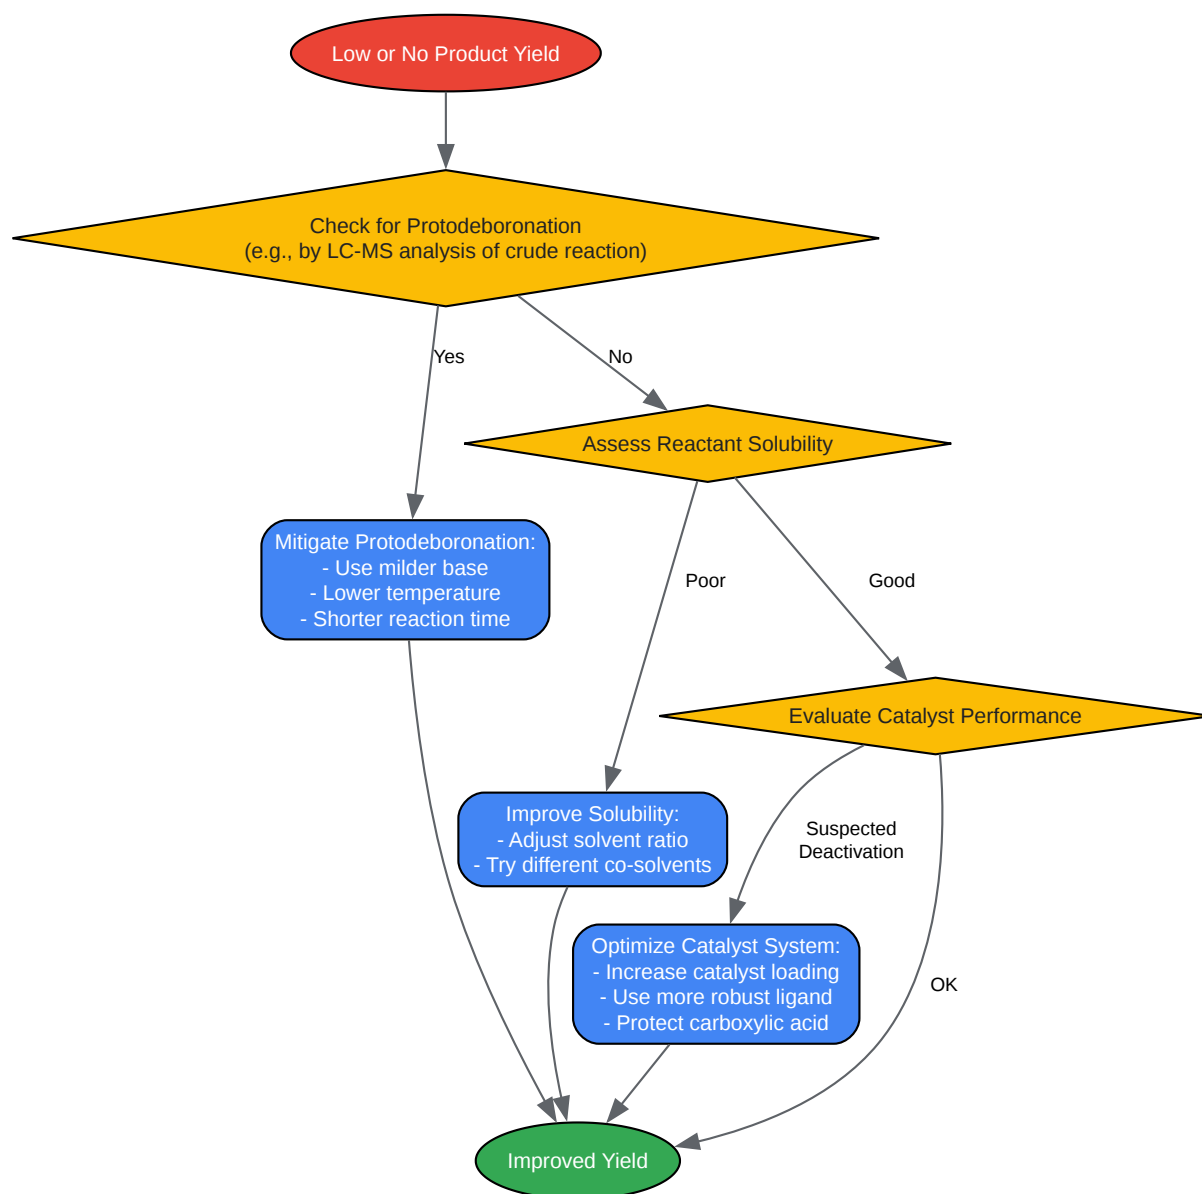 Low or No Product Yield
Check for Protodeboronation
(e.g., by LC-MS analysis of crude reaction)
Yes
No
Assess Reactant Solubility
Mitigate Protodeboronation:
- Use milder base
- Lower temperature
- Shorter reaction time
Poor
Good
Evaluate Catalyst Performance
Improve Solubility:
- Adjust solvent ratio
- Try different co-solvents
Suspected
Deactivation
Optimize Catalyst System:
- Increase catalyst loading
- Use more robust ligand
- Protect carboxylic acid
OK
Improved Yield